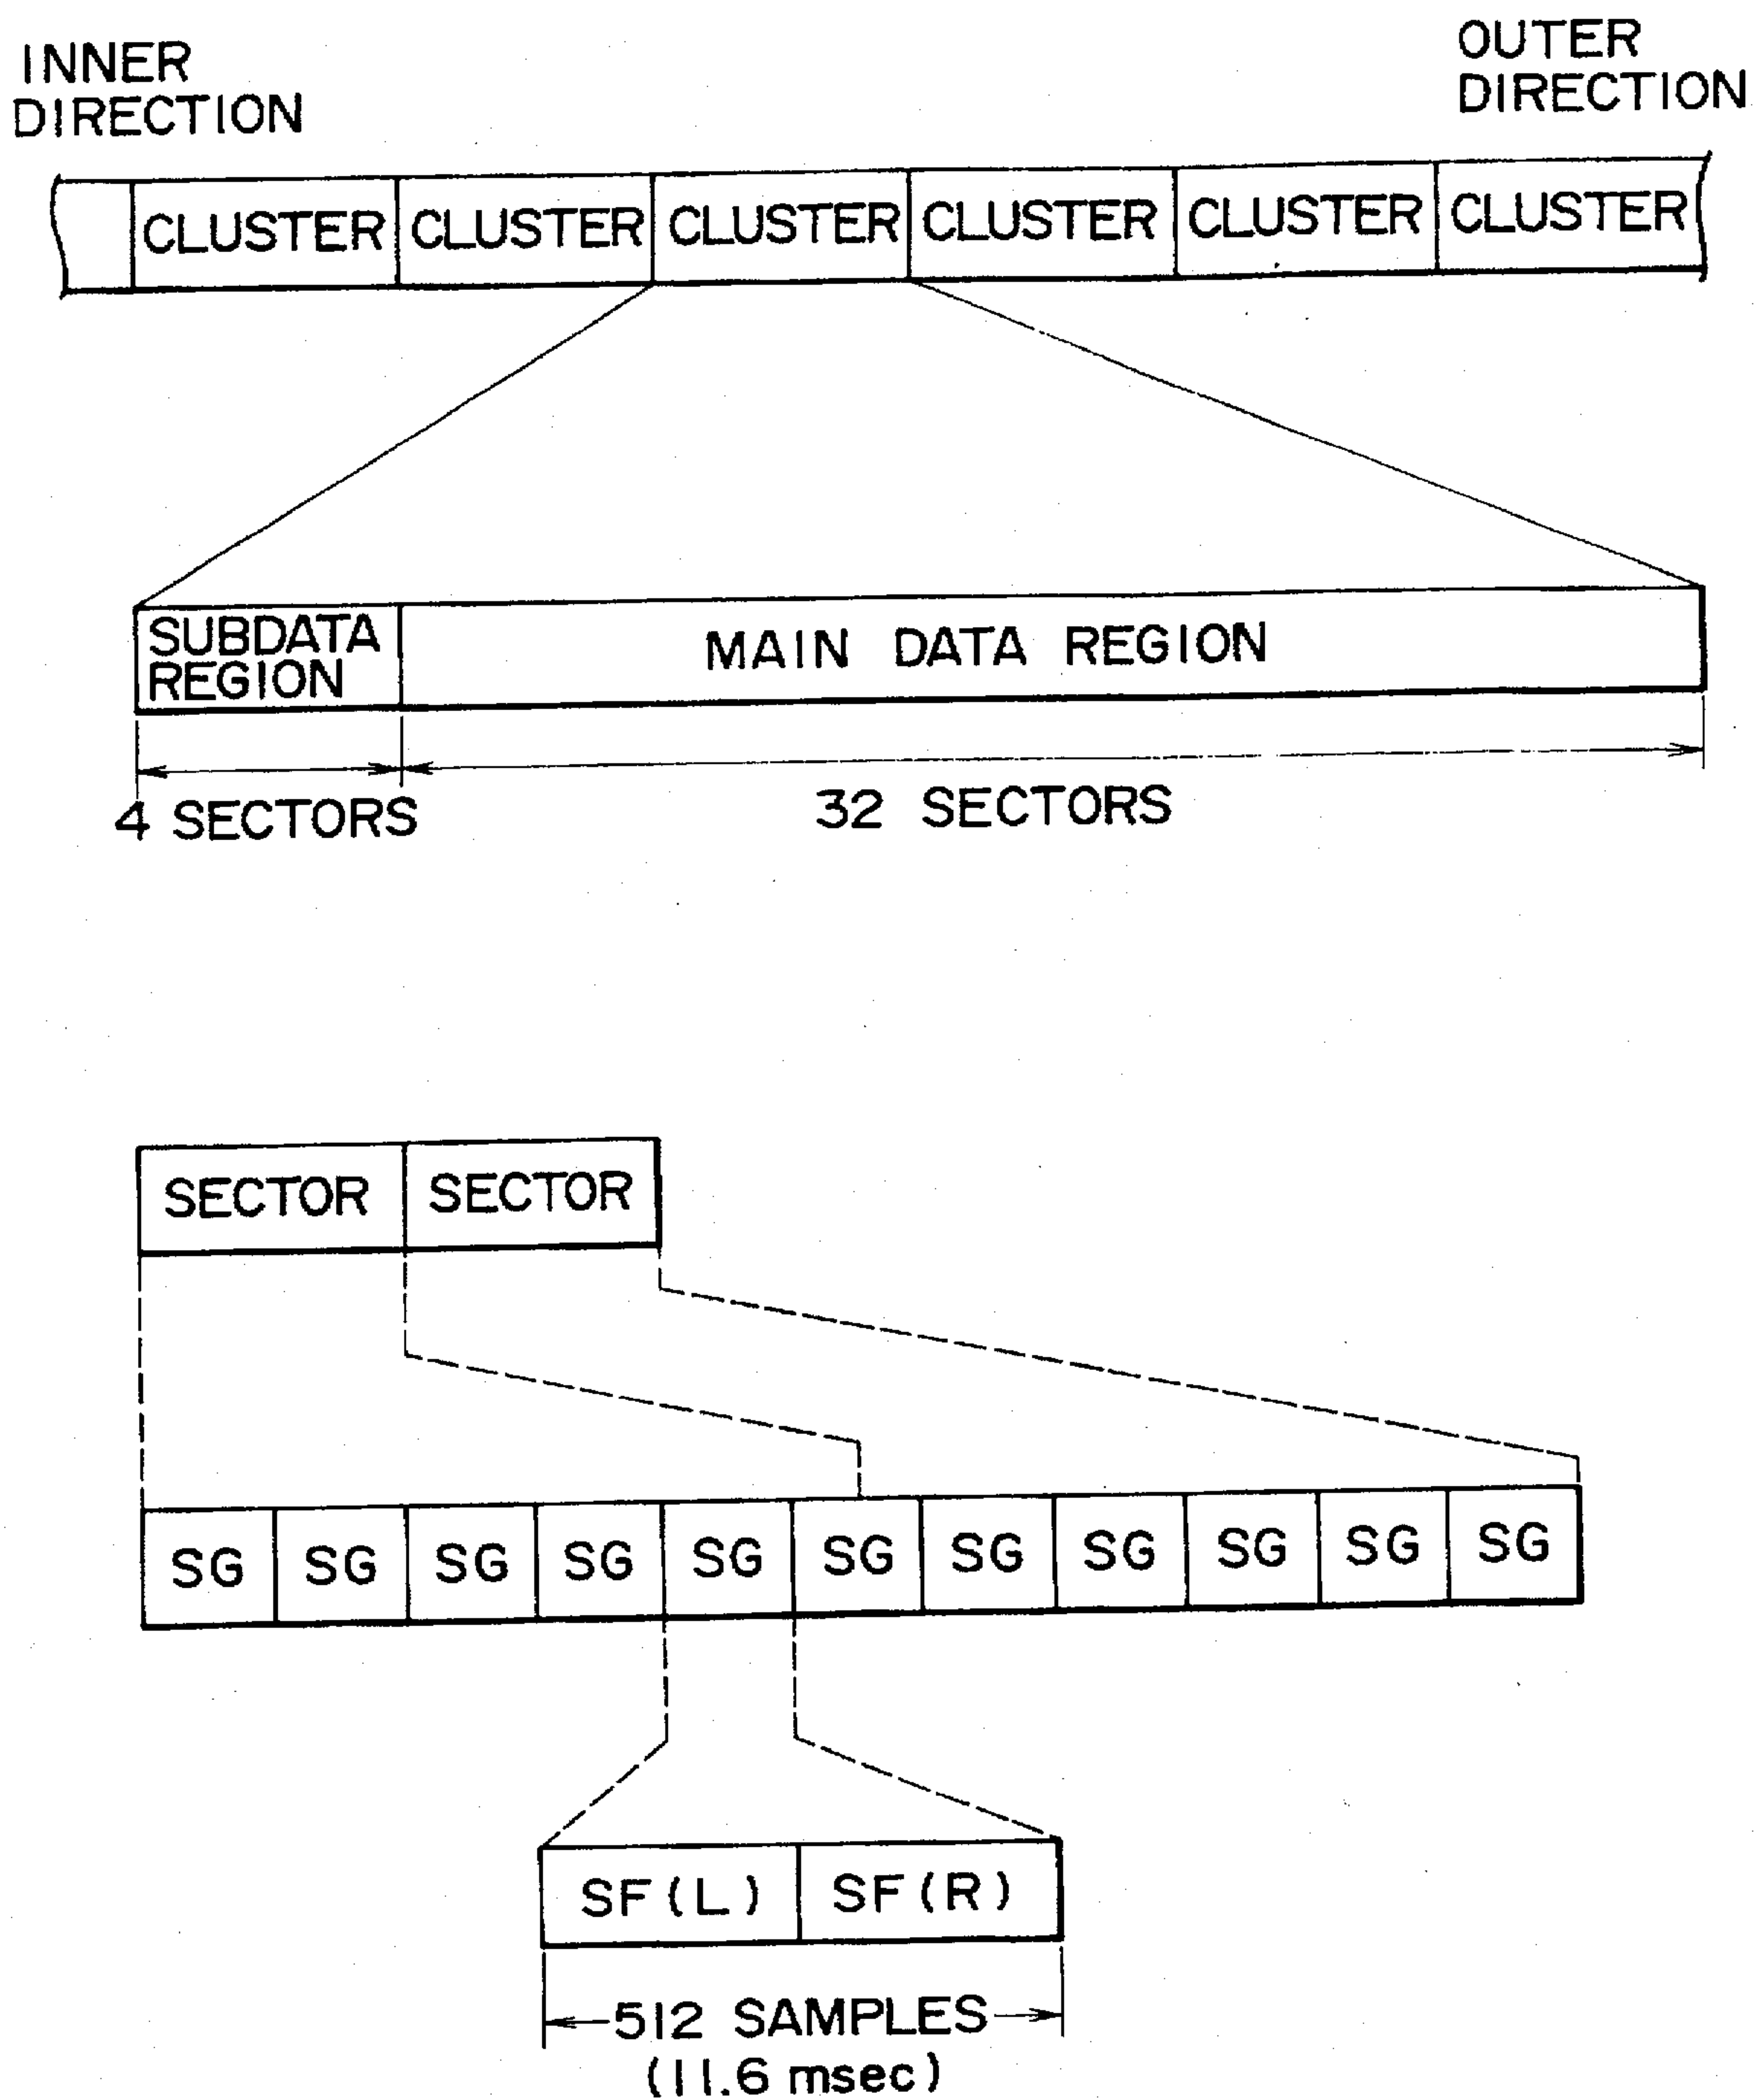 INNER
DIRECTION
OUTER
DIRECTION
CLUSTER CLUSTER CLUSTER CLUSTER CLUSTER CLUSTER
SUBDATA
REGION
MAIN DATA REGION
4 SECTORS
32 SECTORS
SECTOR SECTOR
SG SG SG SG SG SG SG SG SG SG SG
SF(L) SF(R)
512 SAMPLES
(11.6 msec)